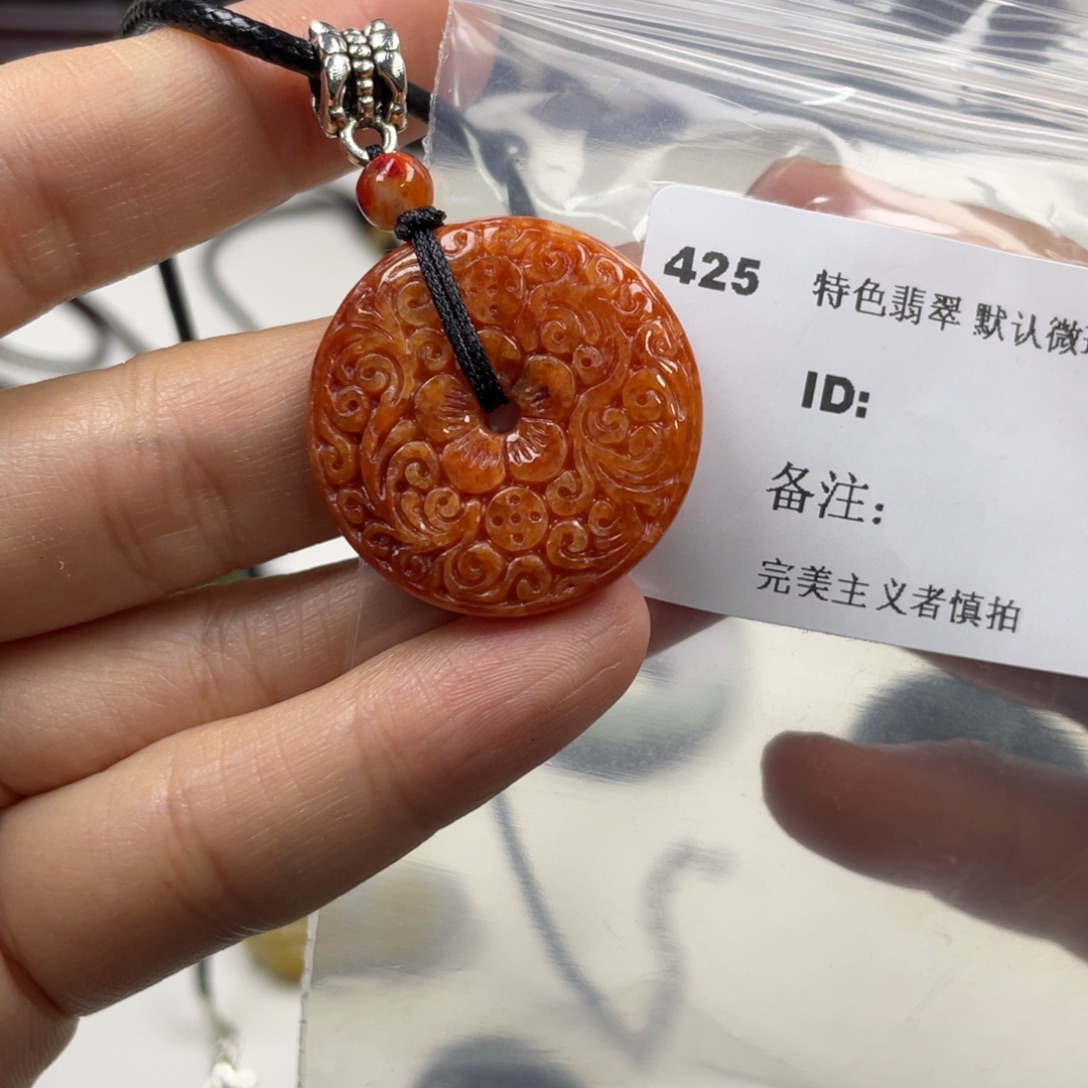 425 特色翡翠 默认微
ID:
备注:
完美主义者慎拍